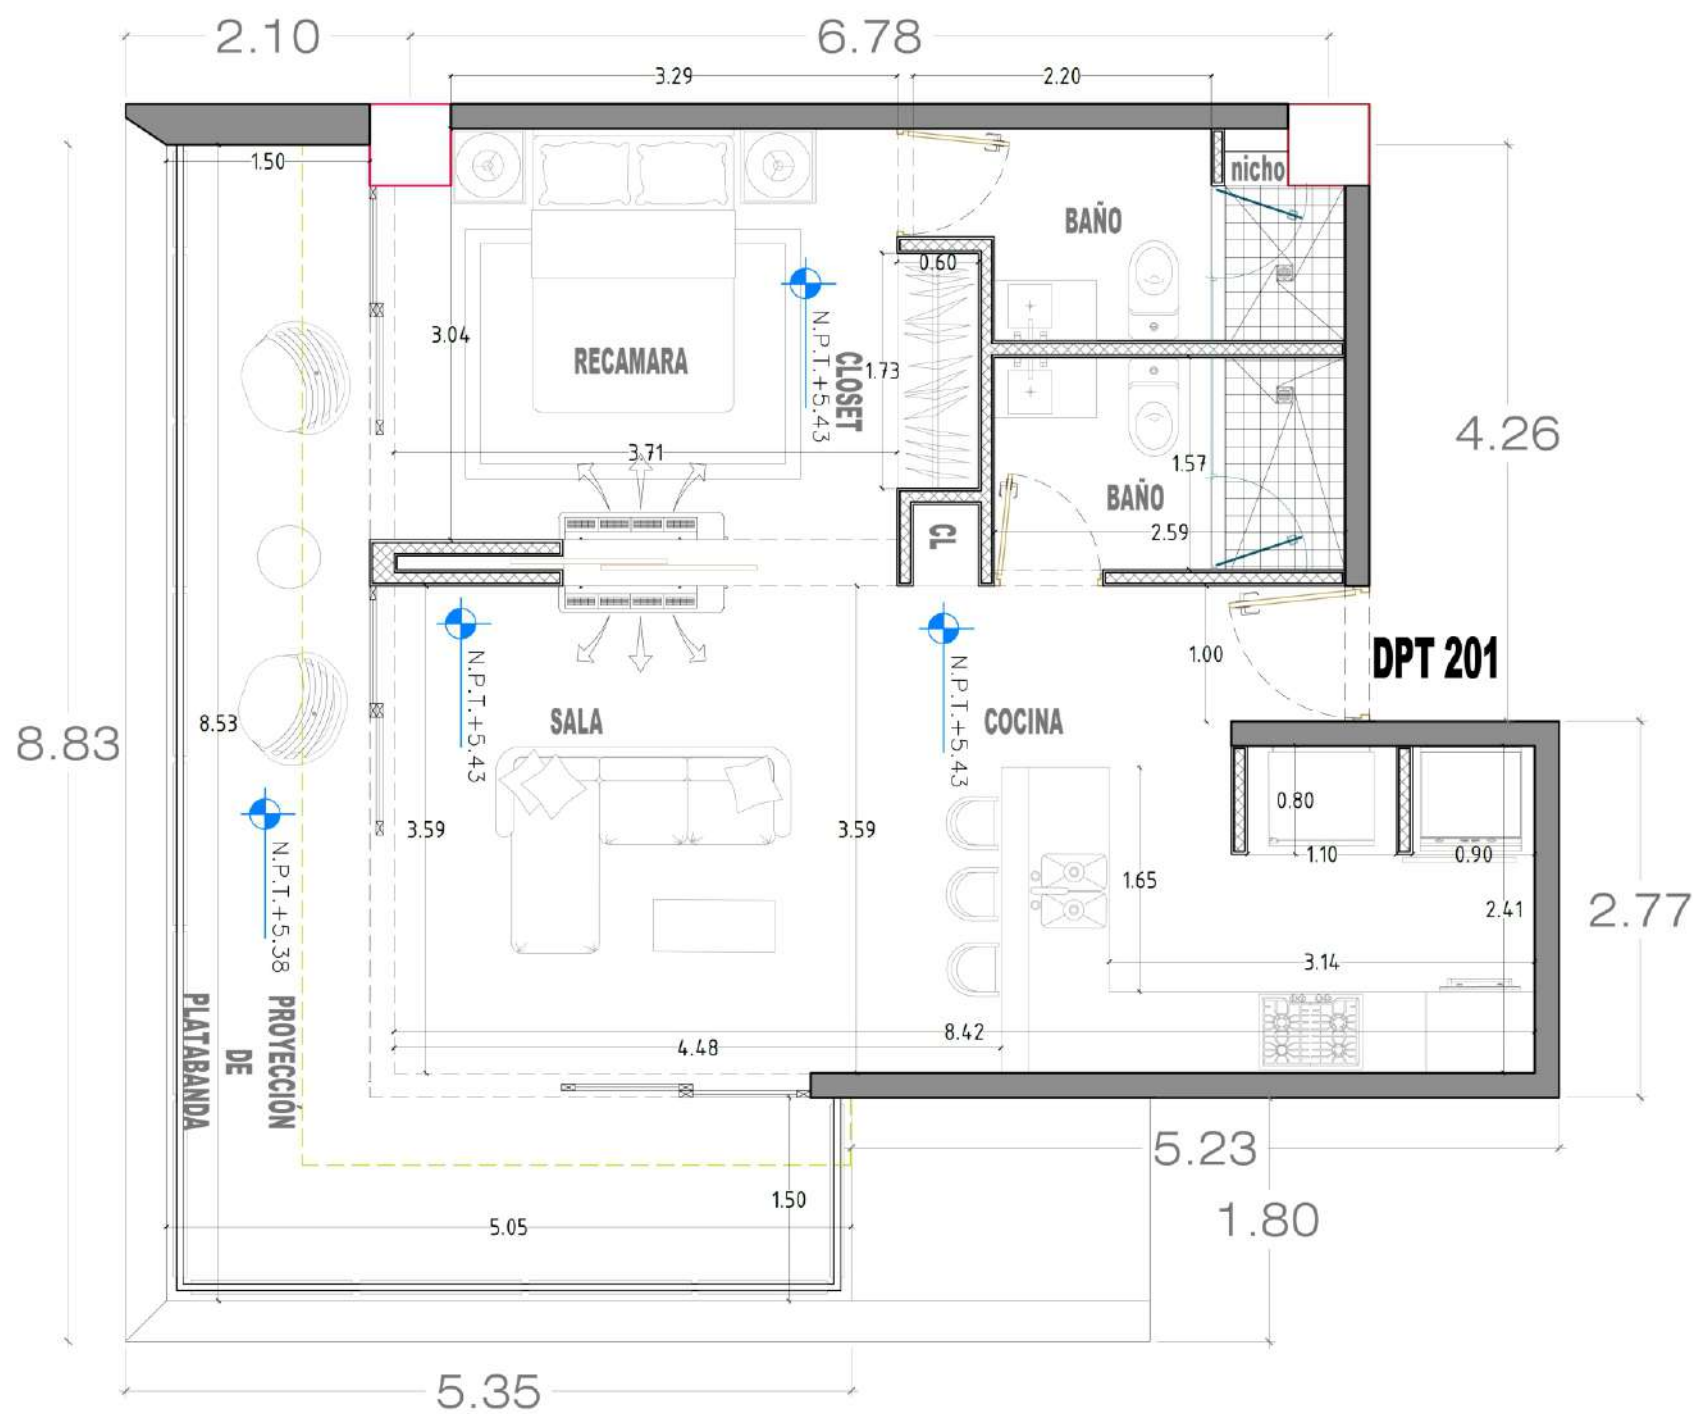 2.10
6.78
3.29
2.20
1.50
nicho
BAÑO
0.60
3.04
RECAMARA
N.P.T.+5.43
CLOSET
1.73
4.26
3.71
1.57
BAÑO
2.59
CL
DPT 201
1.00
N.P.T.+5.43
N.P.T.+5.43
SALA
COCINA
8.53
8.83
0.80
3.59
3.59
1.10
0.90
1.65
2.41
2.77
N.P.T.+5.38
3.14
PROYECCIÓN
DE
PLATABANDA
8.42
4.48
5.23
1.50
1.80
5.05
5.35